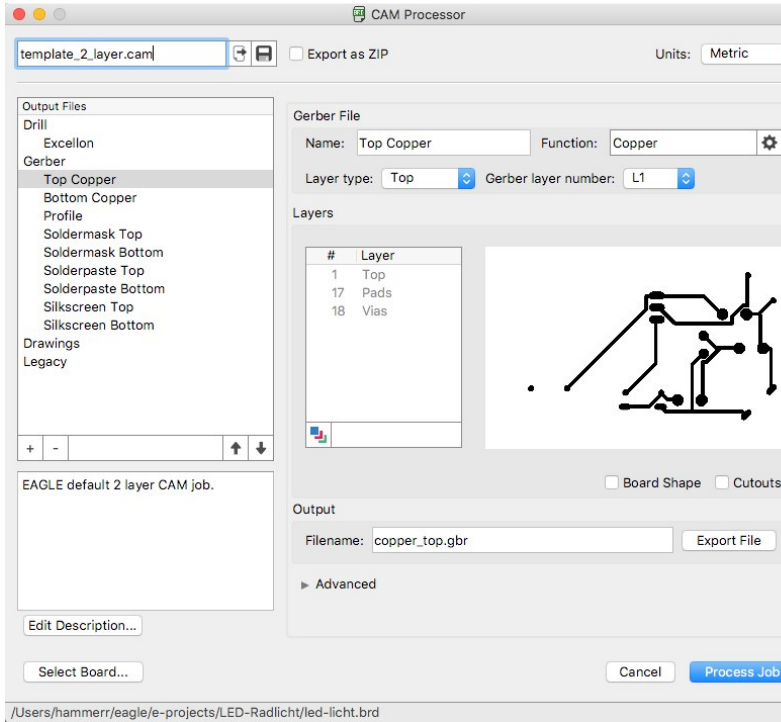 CAM Processor
template_2_layer.cam
Export as ZIP
Units: Metric
Output Files
Drill
Excellon
Gerber
Top Copper
Bottom Copper
Profile
Soldermask Top
Soldermask Bottom
Solderpaste Top
Solderpaste Bottom
Silkscreen Top
Silkscreen Bottom
Drawings
Legacy
+ -
EAGLE default 2 layer CAM job.
Edit Description...
Select Board...
Gerber File
Name: Top Copper Function: Copper
Layer type: Top Gerber layer number: L1
Layers
# Layer
1 Top
17 Pads
18 Vias
Board Shape Cutouts
Output
Filename: copper_top.gbr Export File
Advanced
Cancel Process Job
/Users/hammerr/eagle/e-projects/LED-Radlicht/led-licht.brd